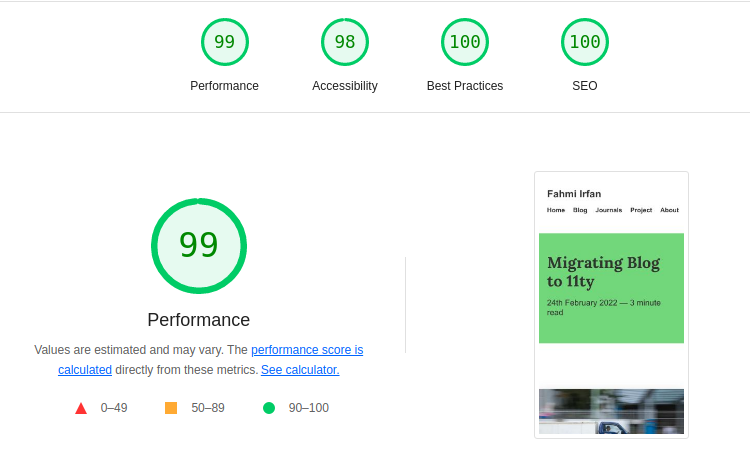 99
98
100
100
Performance
Accessibility
Best Practices
SEO
99
Performance
Values are estimated and may vary. The performance score is
calculated directly from these metrics. See calculator.
0–49
50–89
90–100
Fahmi Irfan
Home Blog Journals Project About
Migrating Blog
to 11ty
24th February 2022 — 3 minute
read